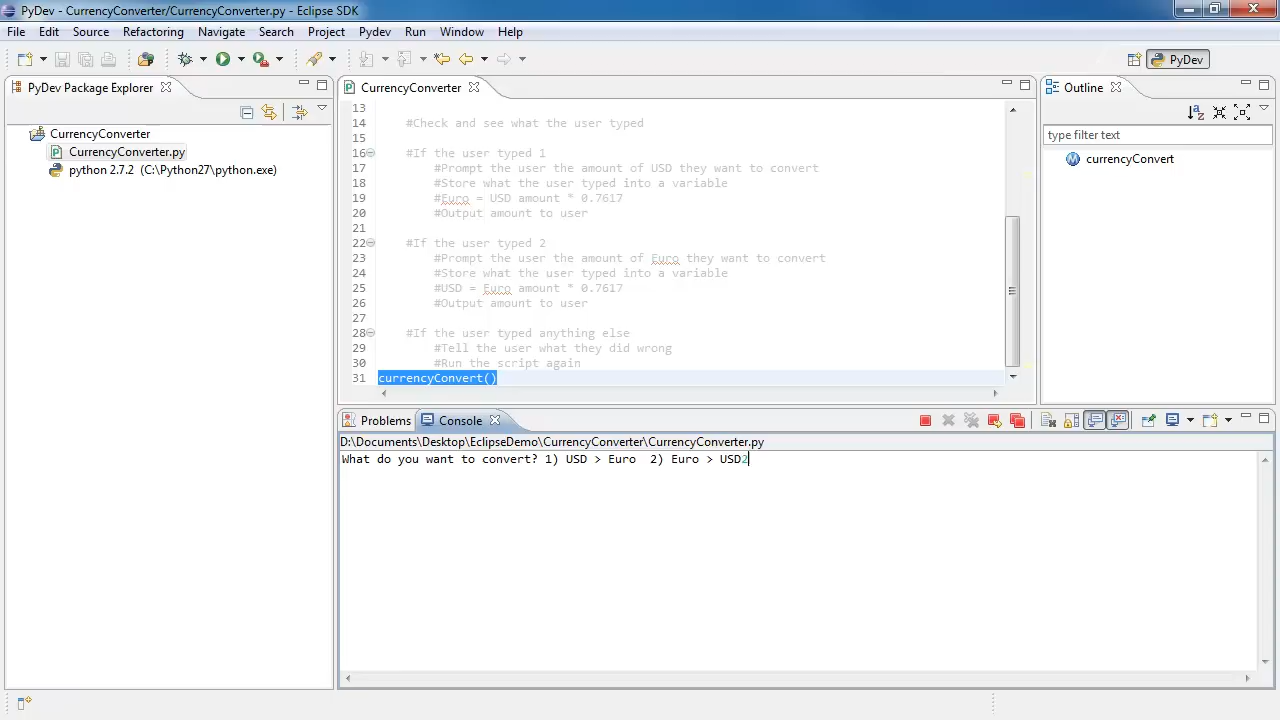 PyDev - CurrencyConverter/CurrencyConverter.py - Eclipse SDK
File Edit Source Refactoring Navigate Search Project Pydev Run Window Help
PyDev
PyDev Package Explorer
CurrencyConverter
CurrencyConverter.py
python 2.7.2 (C:\Python27\python.exe)
CurrencyConverter
13
14 #Check and see what the user typed
15
16 #If the user typed 1
17 #Prompt the user the amount of USD they want to convert
18 #Store what the user typed into a variable
19 #Euro = USD amount * 0.7617
20 #Output amount to user
21
22 #If the user typed 2
23 #Prompt the user the amount of Euro they want to convert
24 #Store what the user typed into a variable
25 #USD = Euro amount * 0.7617
26 #Output amount to user
27
28 #If the user typed anything else
29 #Tell the user what they did wrong
30 #Run the script again
31 currencyConvert()
Outline
type filter text
currencyConvert
Problems Console
D:\Documents\Desktop\EclipseDemo\CurrencyConverter\CurrencyConverter.py
What do you want to convert? 1) USD > Euro 2) Euro > USD2